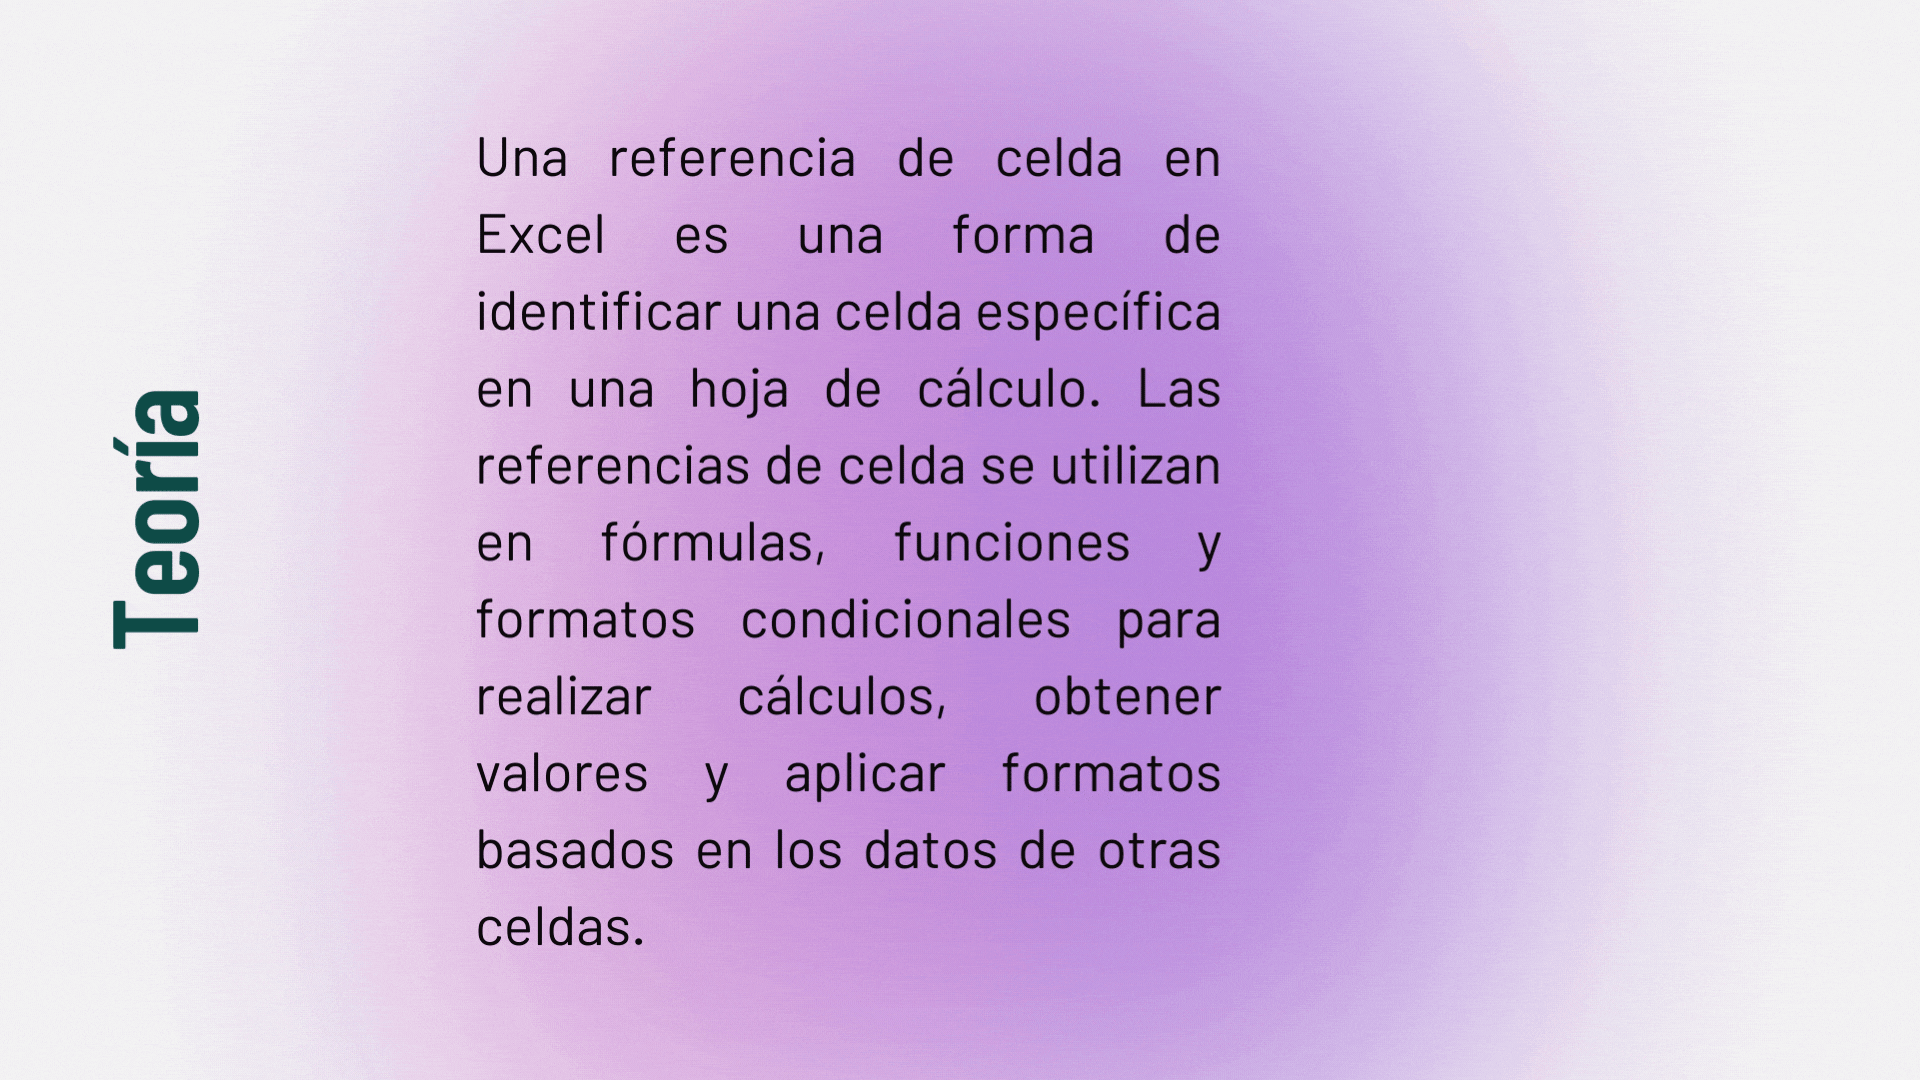 Teoría
Una referencia de celda en
Excel es una forma de
identificar una celda específica
en una hoja de cálculo. Las
referencias de celda se utilizan
en fórmulas, funciones y
formatos condicionales para
realizar cálculos, obtener
valores y aplicar formatos
basados en los datos de otras
celdas.